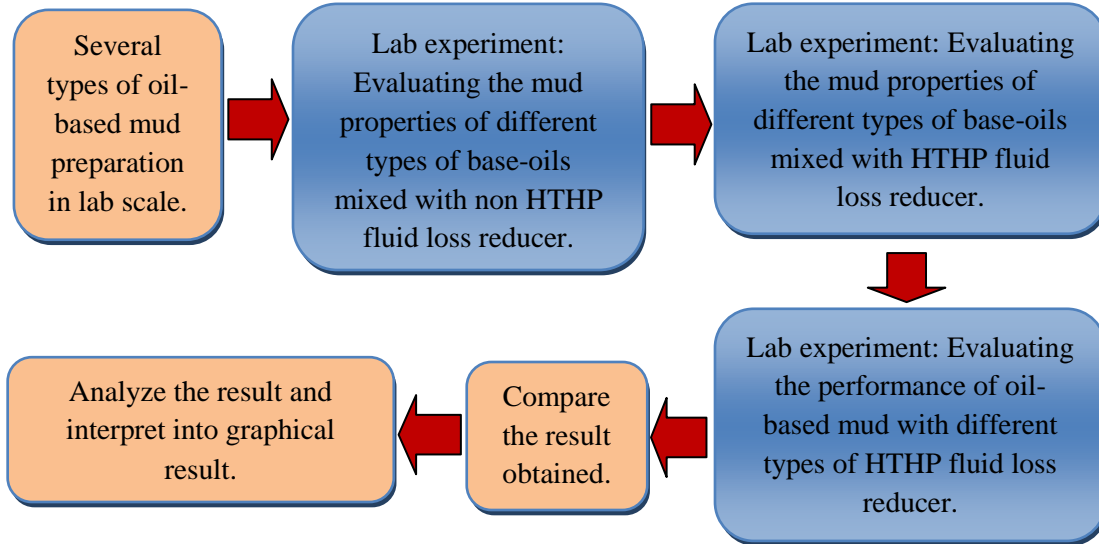 Several
types of oil-
based mud
preparation
in lab scale.
Lab experiment:
Evaluating the mud
properties of different
types of base-oils
mixed with non HTHP
fluid loss reducer.
Lab experiment: Evaluating
the mud properties of
different types of base-oils
mixed with HTHP fluid
loss reducer.
Lab experiment: Evaluating
the performance of oil-
based mud with different
types of HTHP fluid loss
reducer.
Compare
the result
obtained.
Analyze the result and
interpret into graphical
result.